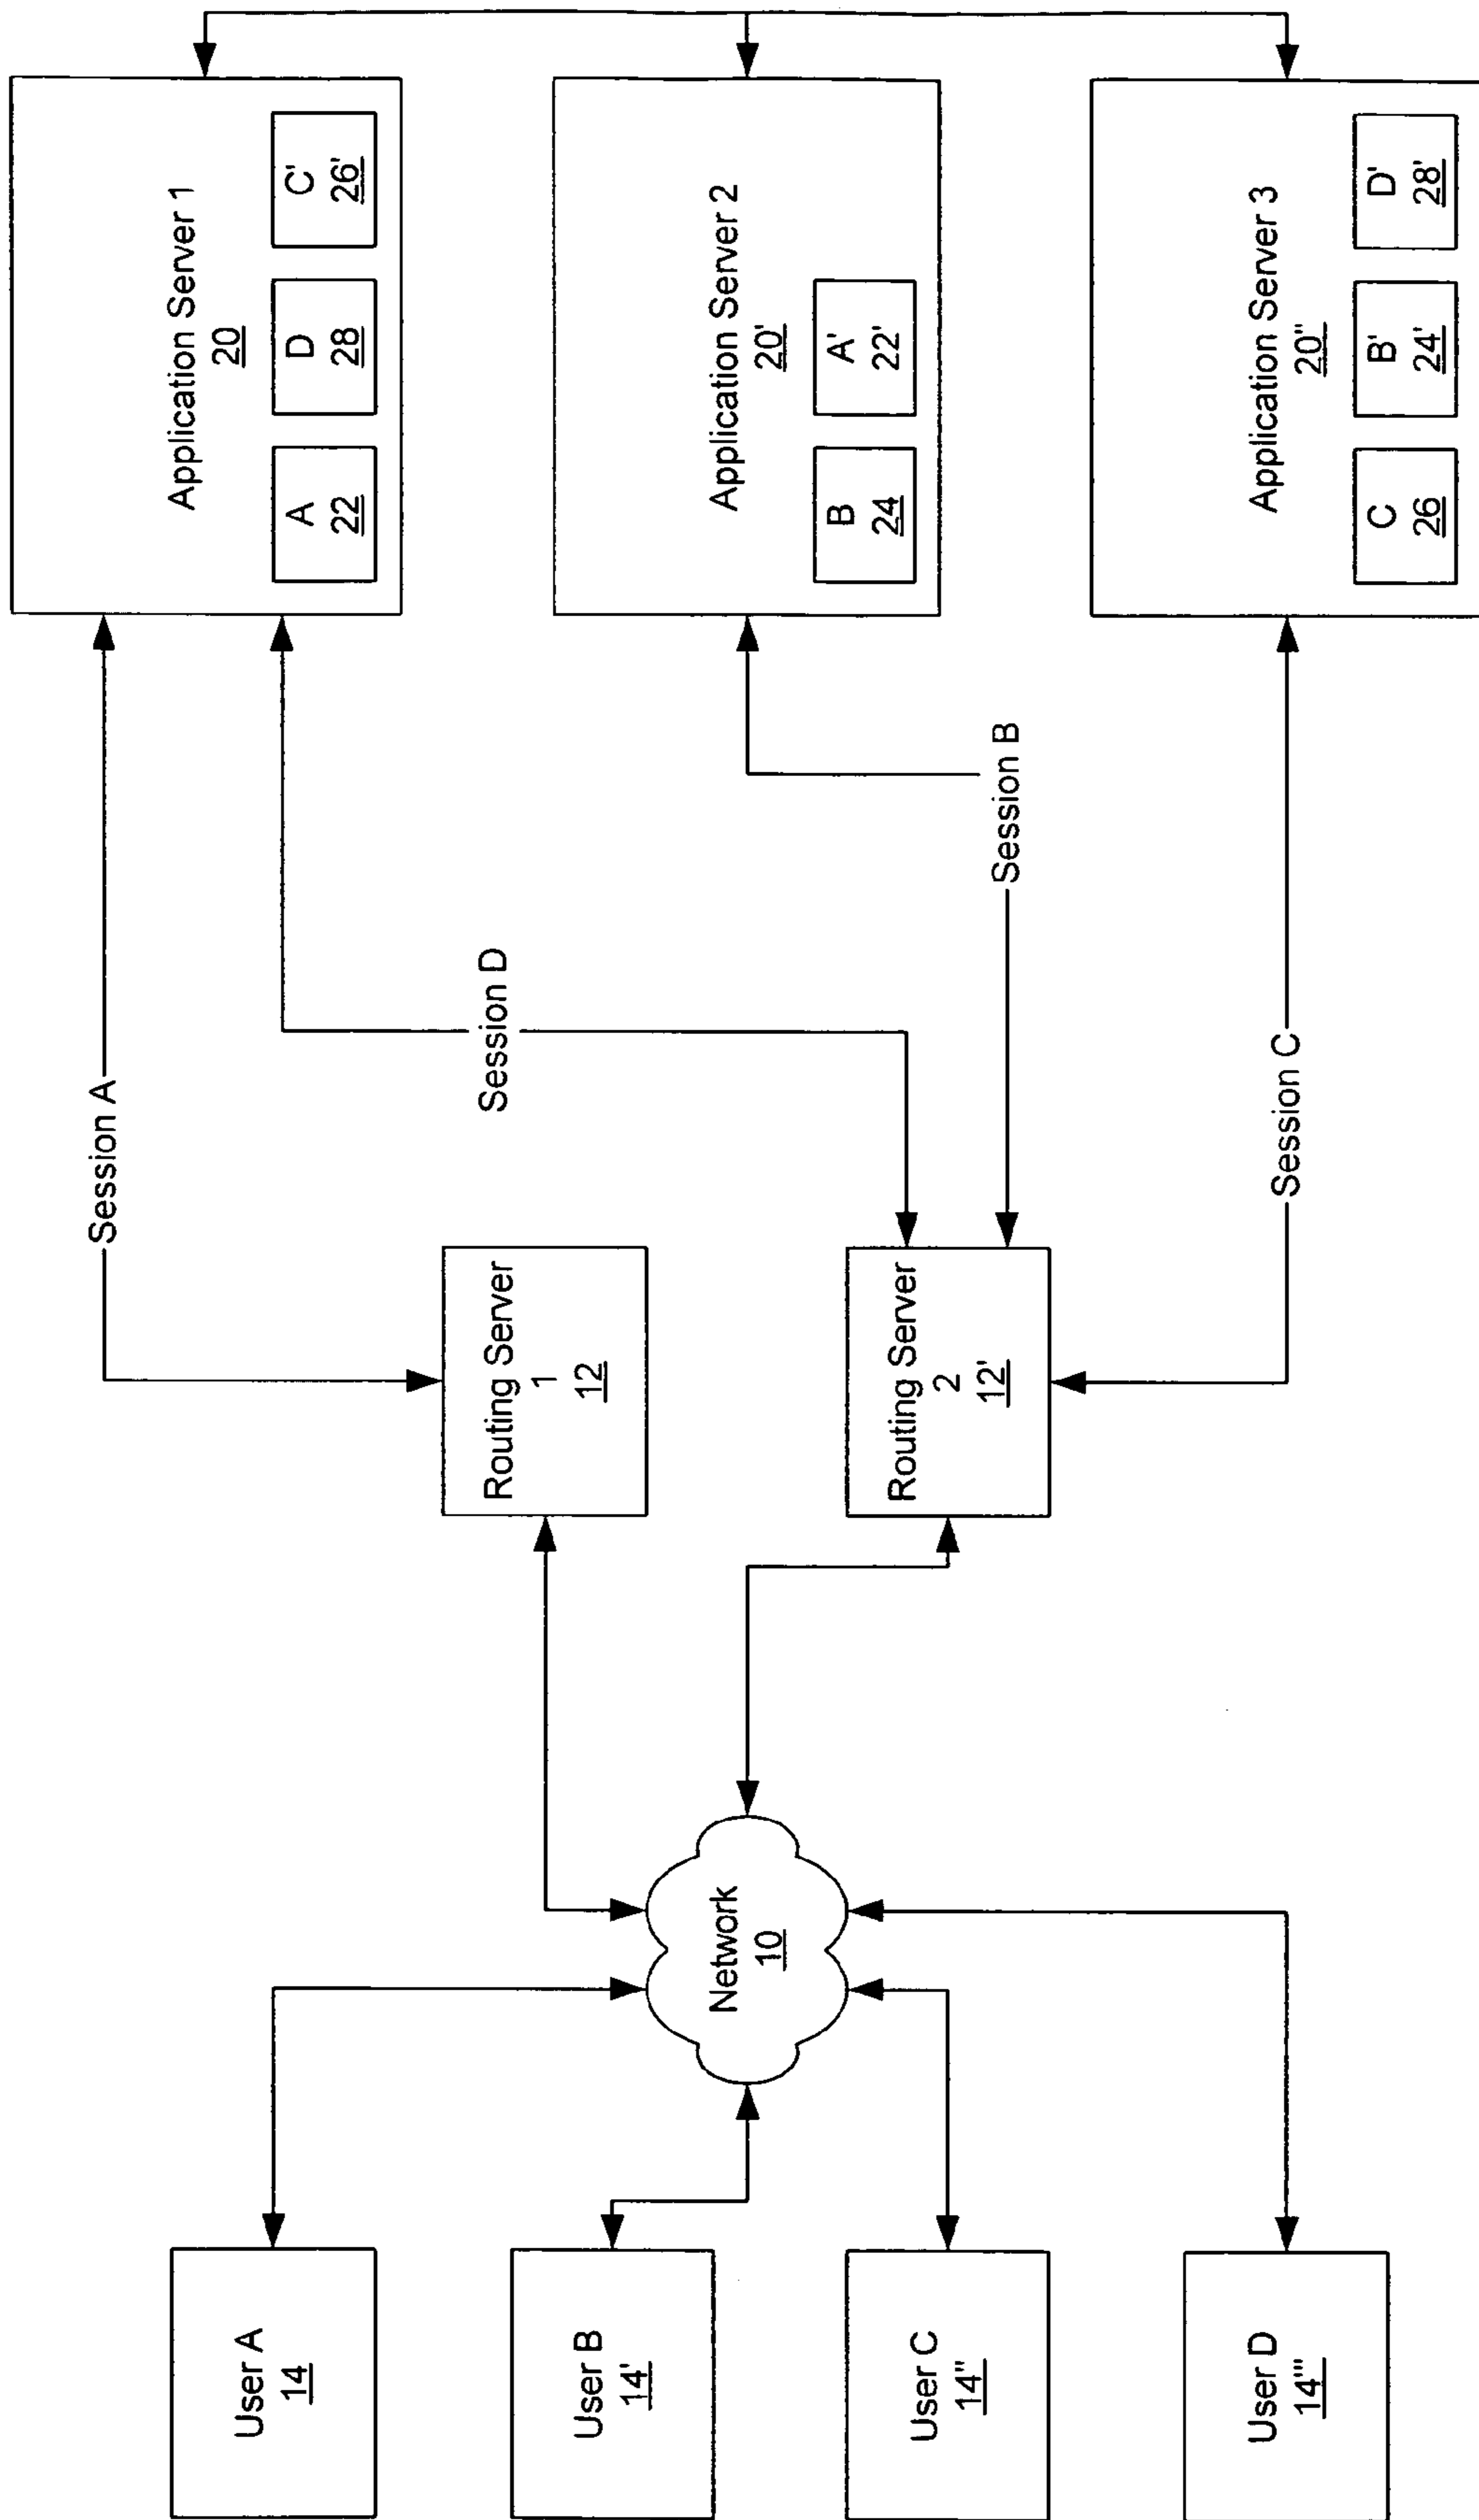 User A
14
User B
14'
User C
14"
User D
14'"
Network
10
Routing Server
1
12
Routing Server
2
12'
Session A
Session D
Session B
Session C
Application Server 1
20
A
22
D
28
C'
26'
Application Server 2
20'
B
24
A'
22'
Application Server 3
20"
C
26
B'
24'
D'
28'